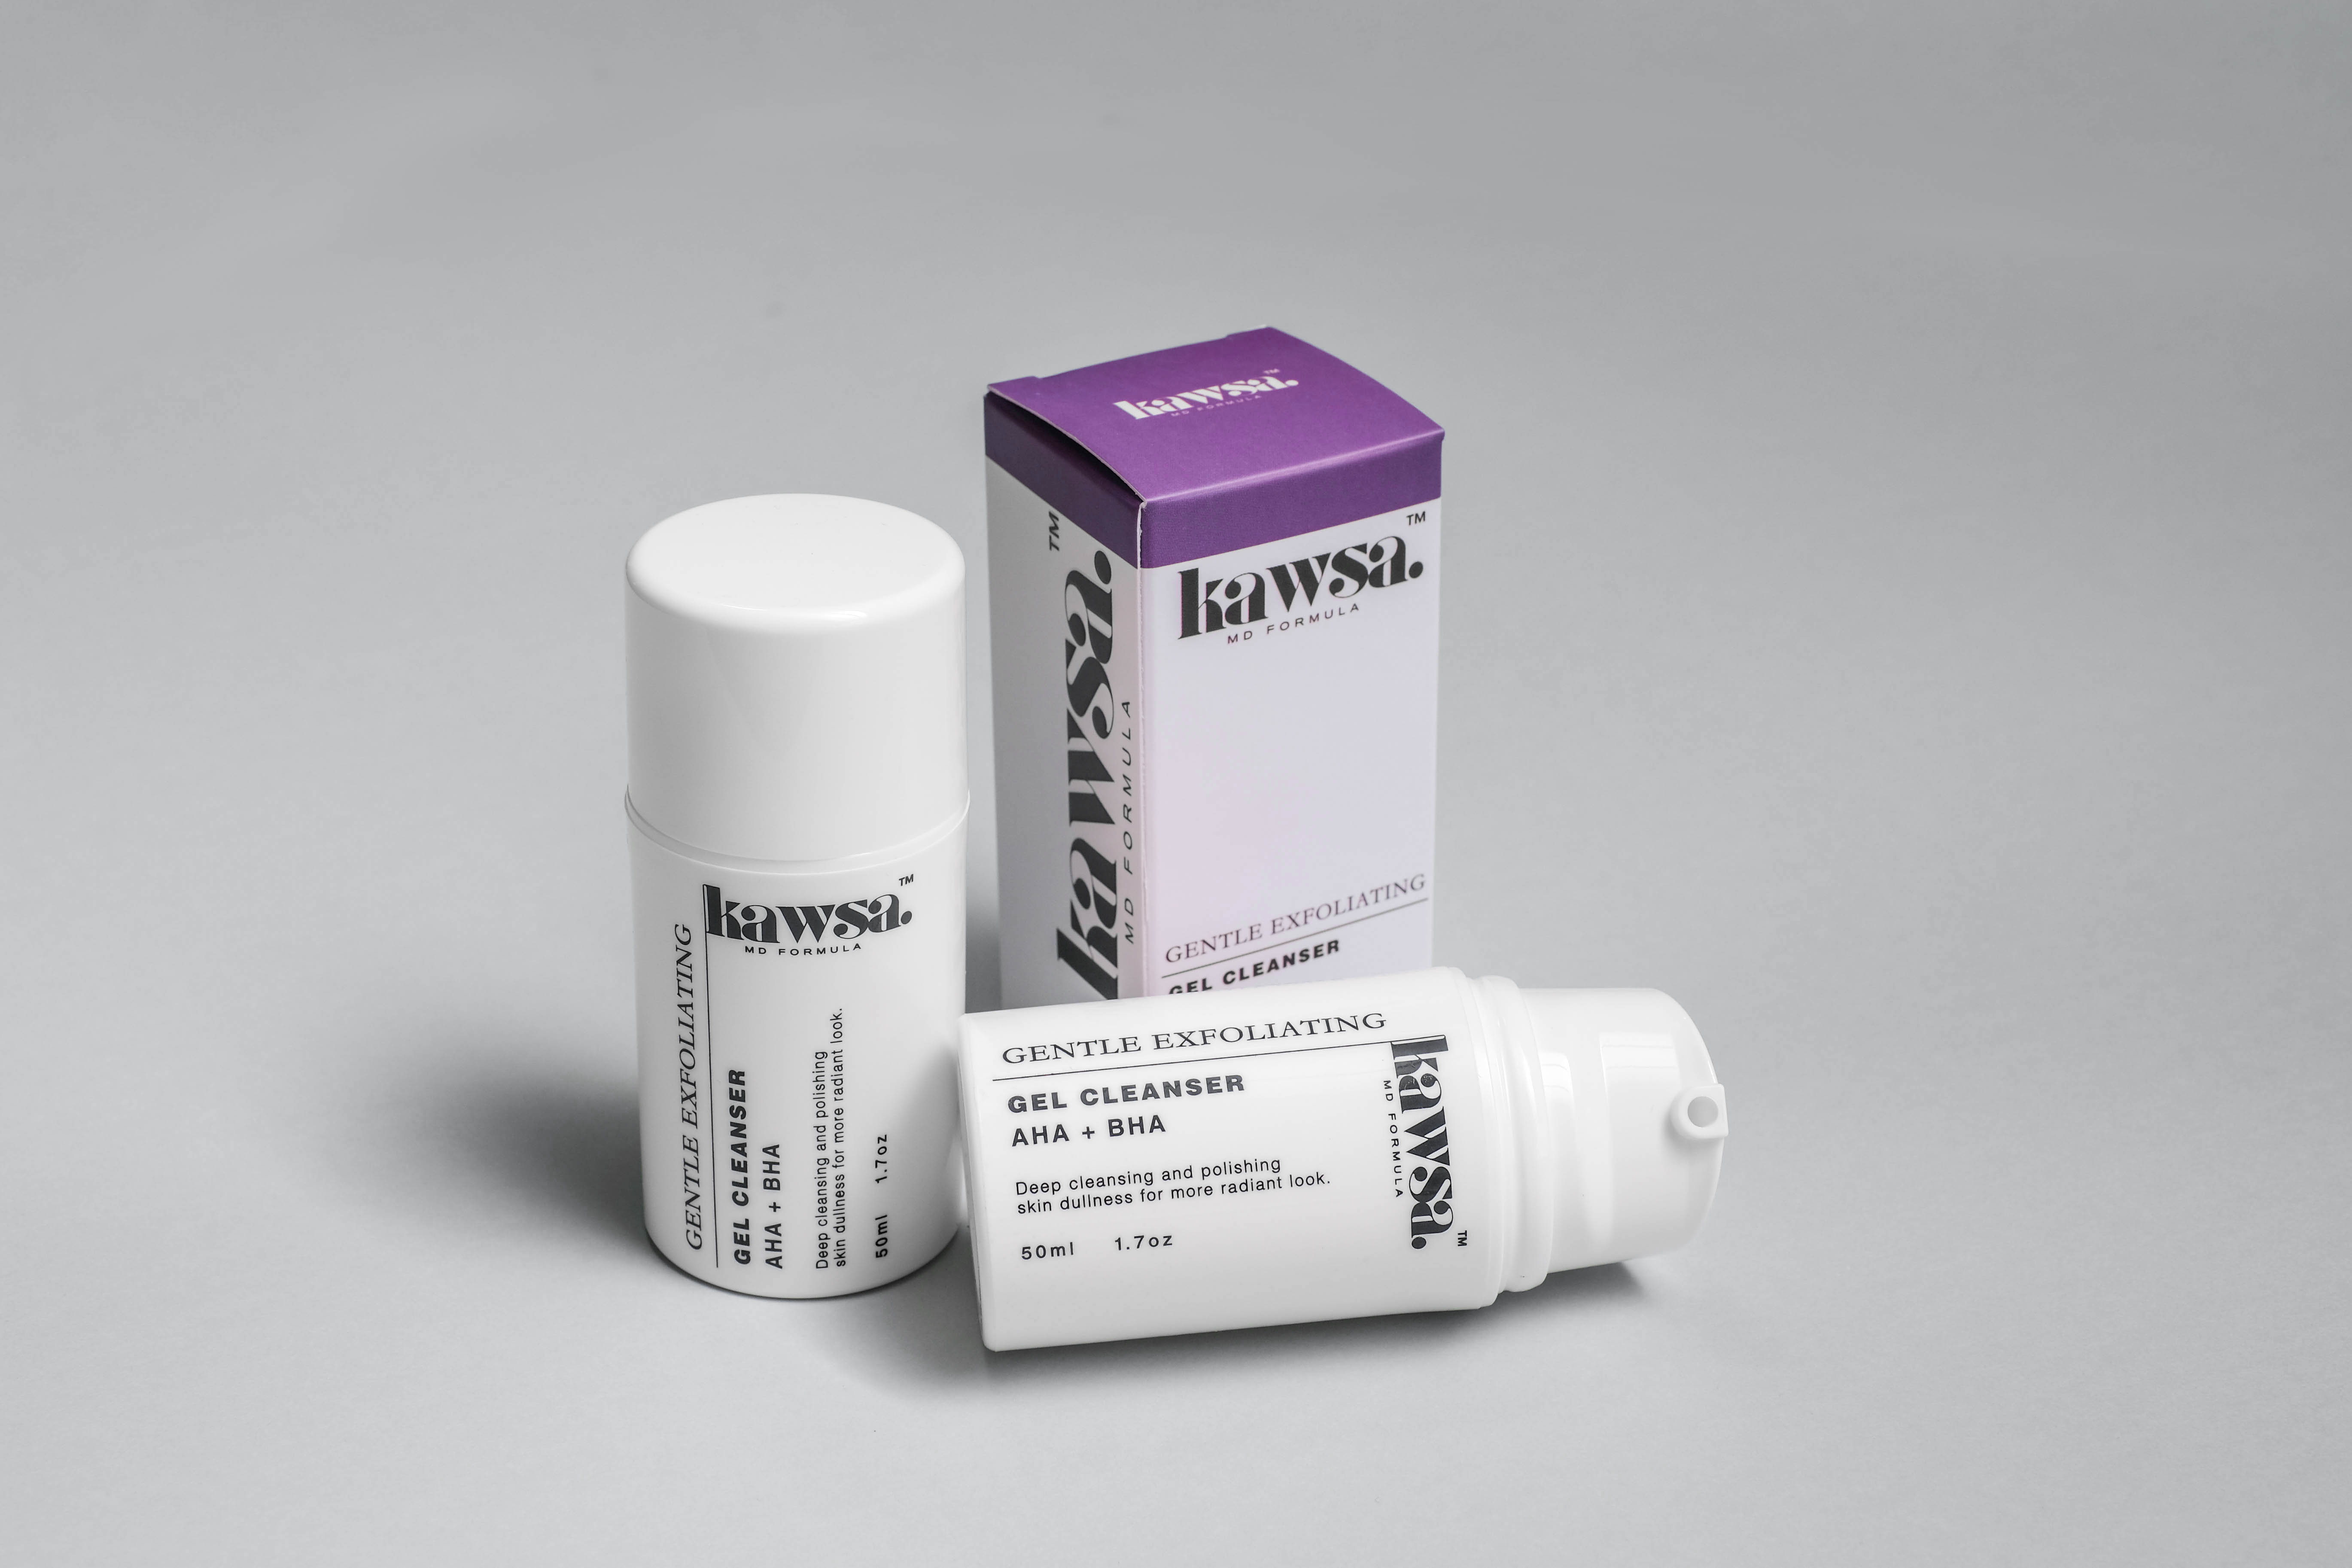 kawsa.™
MD FORMULA
kawsa.™
MD FORMULA
kawsa.™
MD FORMULA
GENTLE EXFOLIATING
GEL CLEANSER
kawsa.™
MD FORMULA
GENTLE EXFOLIATING
GEL CLEANSER
AHA + BHA
Deep cleansing and polishing
skin dullness for more radiant look.
50ml 1.7oz
GENTLE EXFOLIATING
GEL CLEANSER
AHA + BHA
Deep cleansing and polishing
skin dullness for more radiant look.
50ml 1.7oz
kawsa.™
MD FORMULA